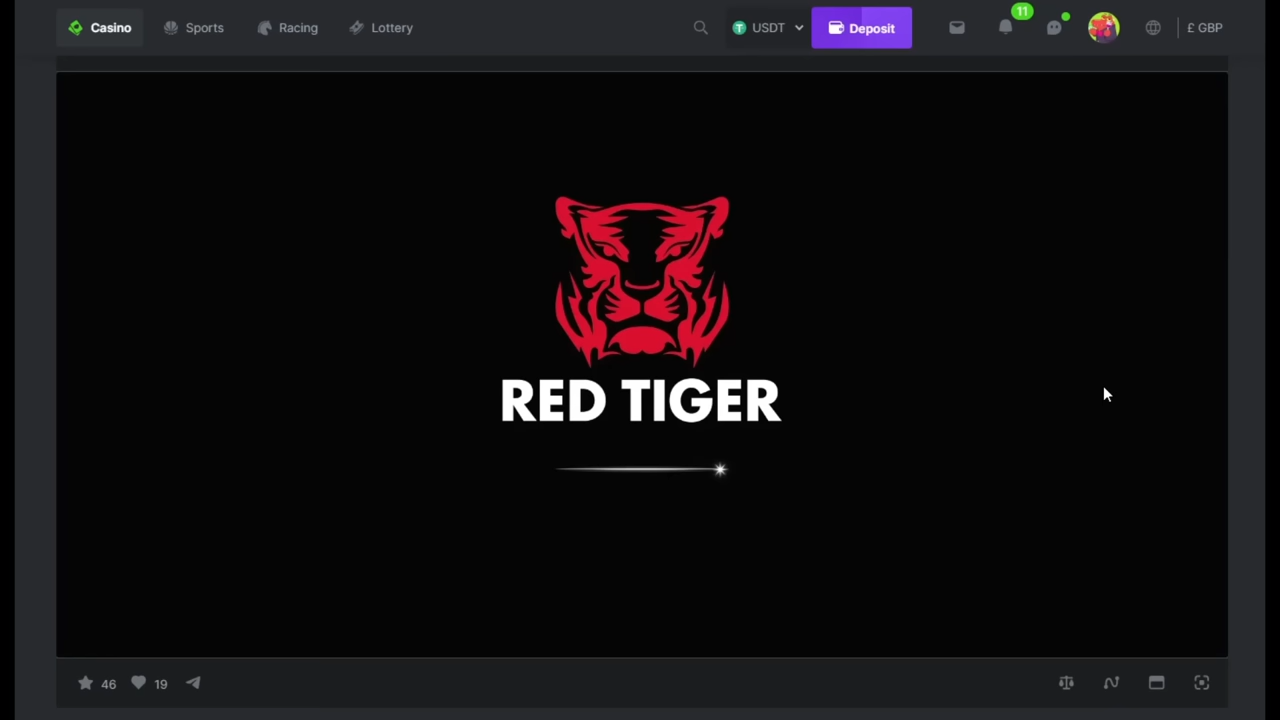 Casino Sports Racing Lottery USDT Deposit 11 £ GBP
RED TIGER
46 19